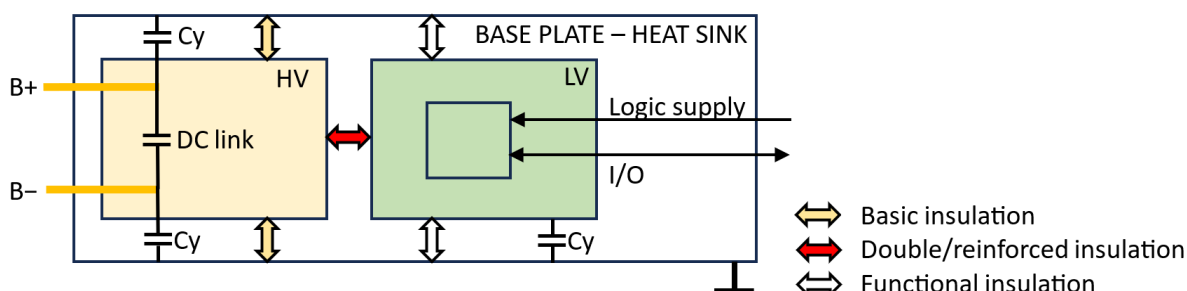 Cy
BASE PLATE – HEAT SINK
HV
LV
B+
Logic supply
DC link
I/O
B–
Cy
Cy
Basic insulation
Double/reinforced insulation
Functional insulation